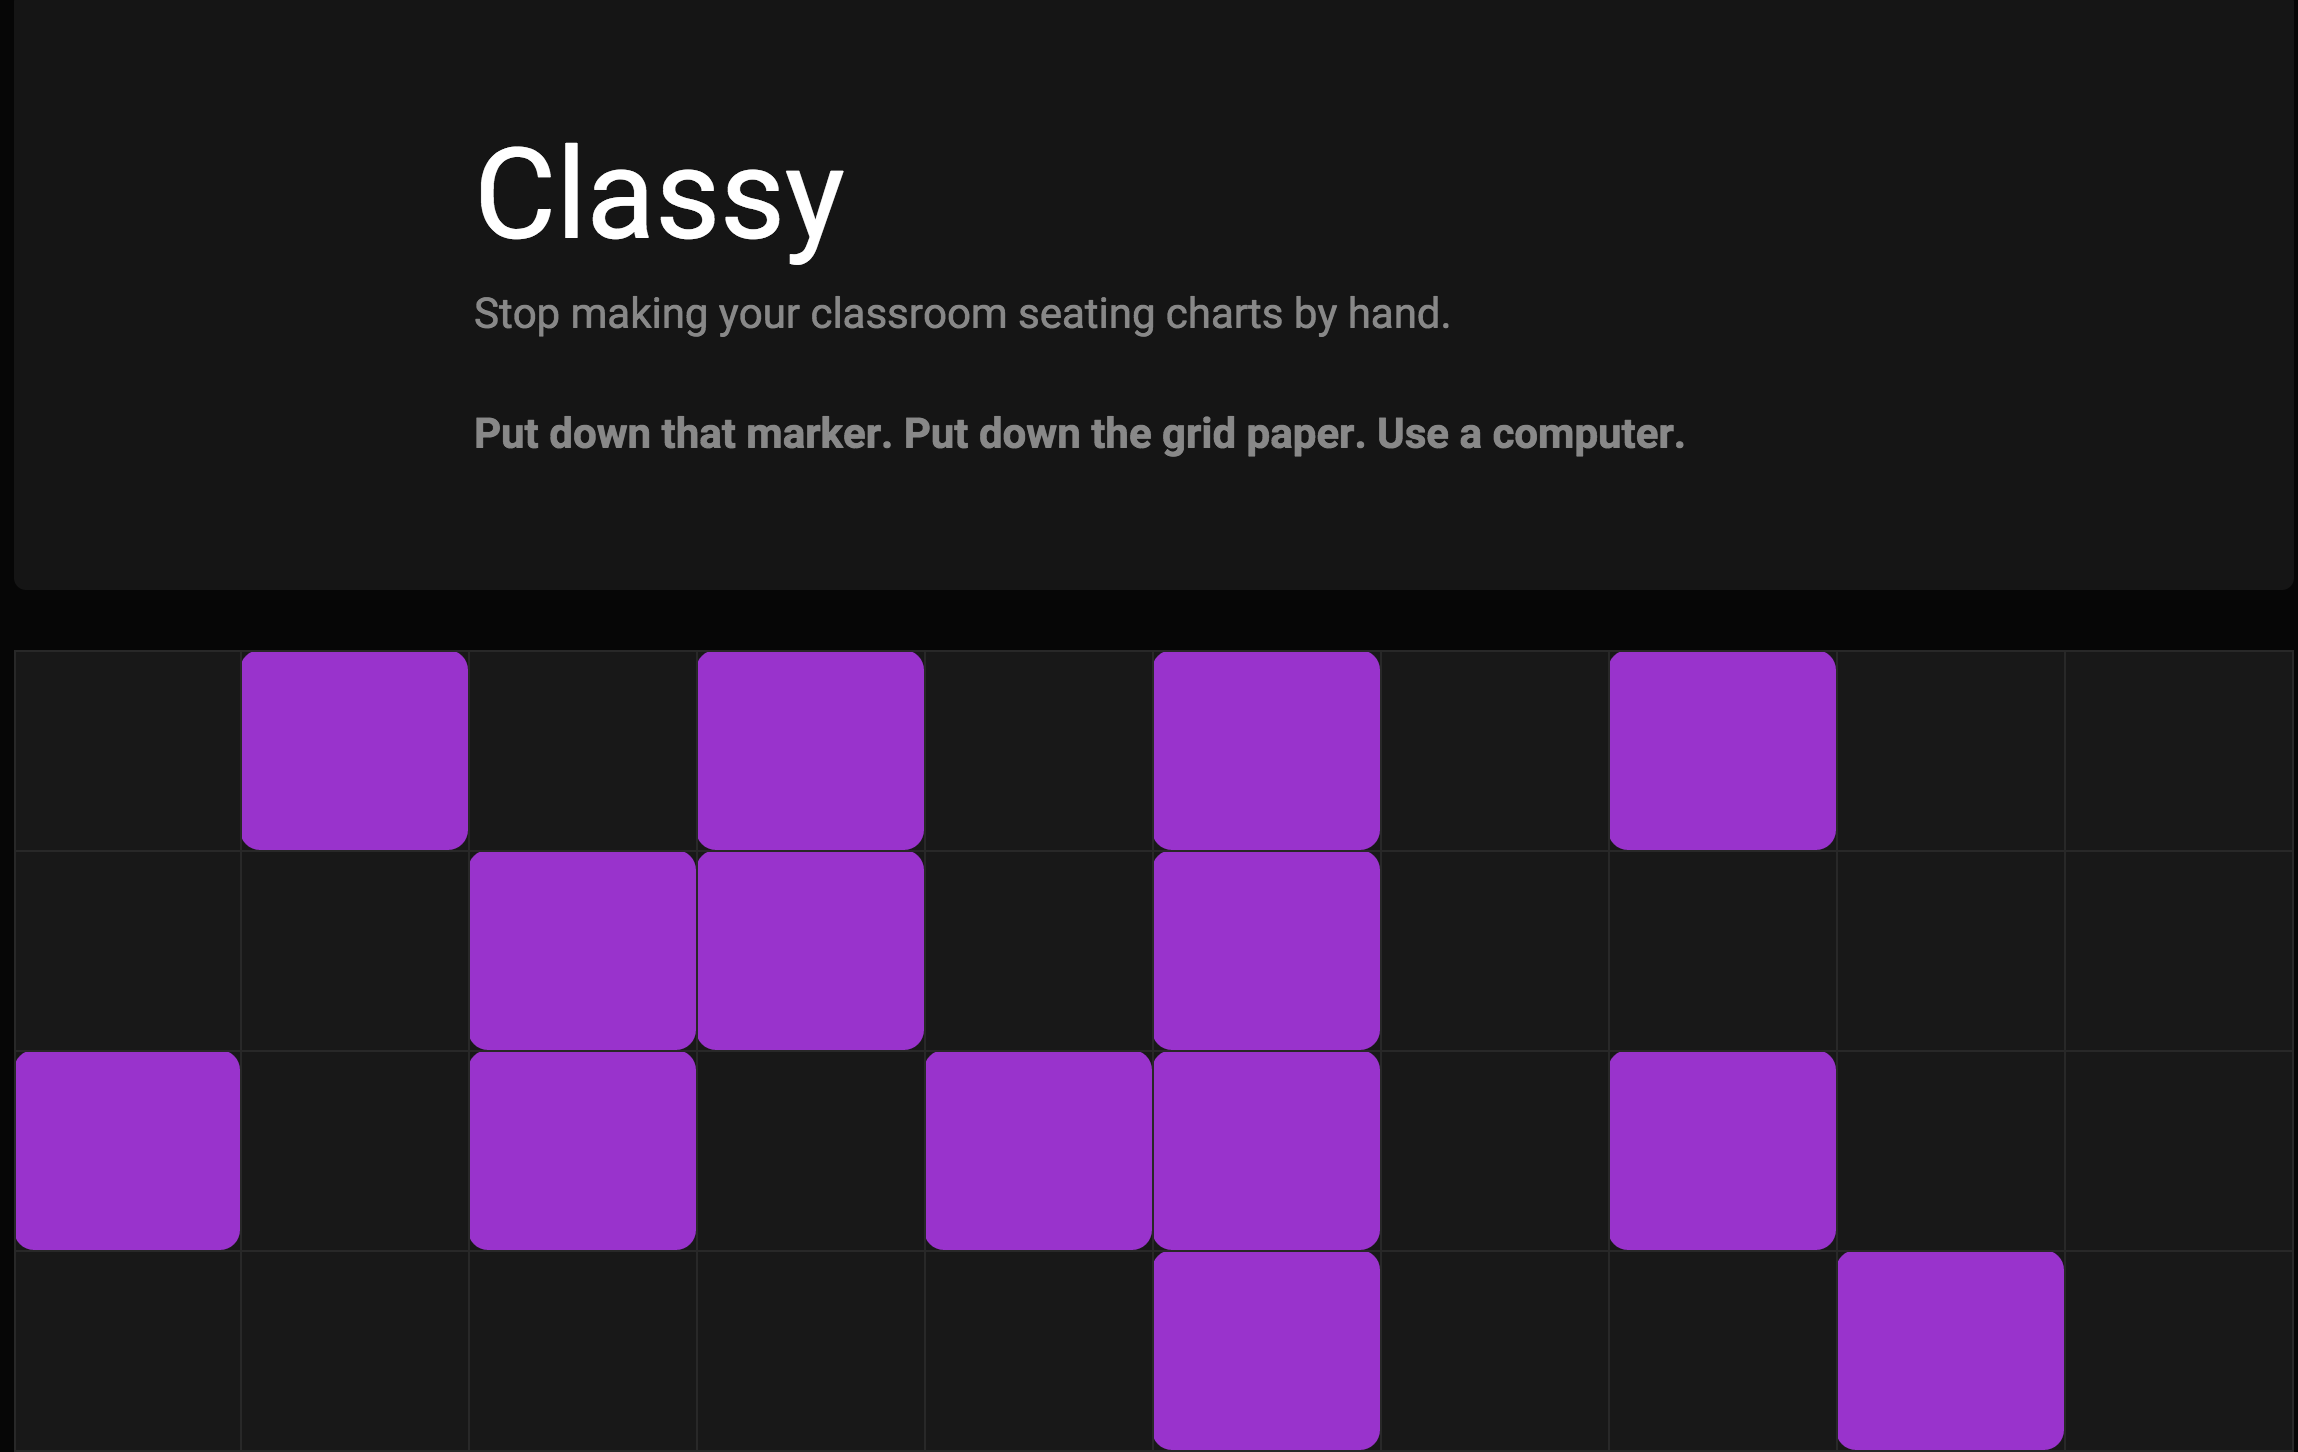 Classy
Stop making your classroom seating charts by hand.
Put down that marker. Put down the grid paper. Use a computer.